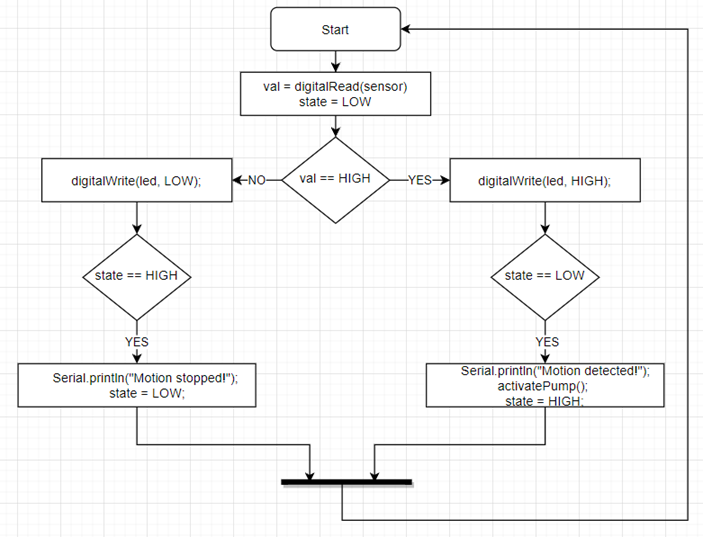 Start
val = digitalRead(sensor)
state = LOW
val == HIGH
NO
YES
digitalWrite(led, LOW);
digitalWrite(led, HIGH);
state == HIGH
state == LOW
YES
YES
Serial.println("Motion stopped!");
state = LOW;
Serial.println("Motion detected!");
activatePump();
state = HIGH;